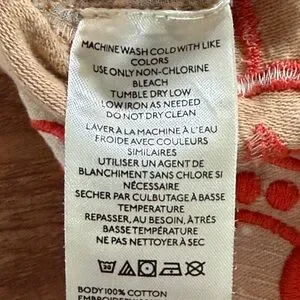 MACHINE WASH COLD WITH LIKE
COLORS
USE ONLY NON-CHLORINE
BLEACH
TUMBLE DRY LOW
LOW IRON AS NEEDED
DO NOT DRY CLEAN
LAVER À LA MACHINE À L'EAU
FROIDE AVEC COULEURS
SIMILAIRES
UTILISER UN AGENT DE
BLANCHIMENT SANS CHLORE SI
NÉCESSAIRE
SECHER PAR CULBUTAGE À BASSE
TEMPERATURE
REPASSER, AU BESOIN, À TRÈS
BASSE TEMPÉRATURE
NE PAS NETTOYER À SEC
BODY 100% COTTON